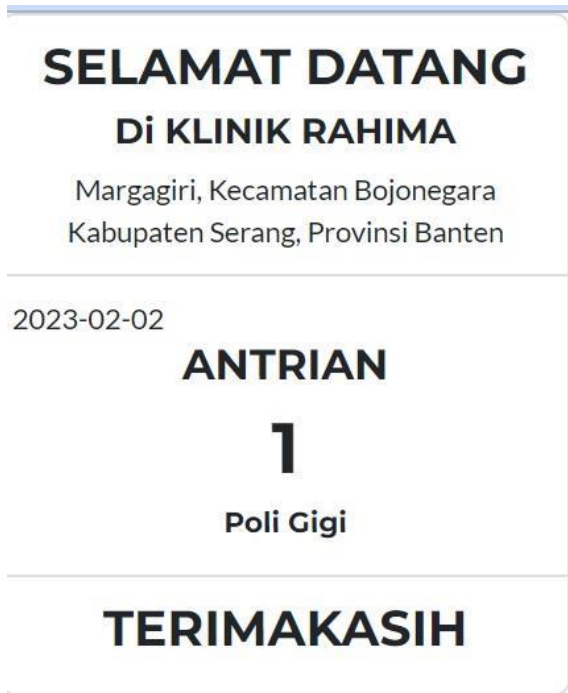 SELAMAT DATANG
Di KLINIK RAHIMA
Margagiri, Kecamatan Bojonegara
Kabupaten Serang, Provinsi Banten
2023-02-02
ANTRIAN
1
Poli Gigi
TERIMAKASIH